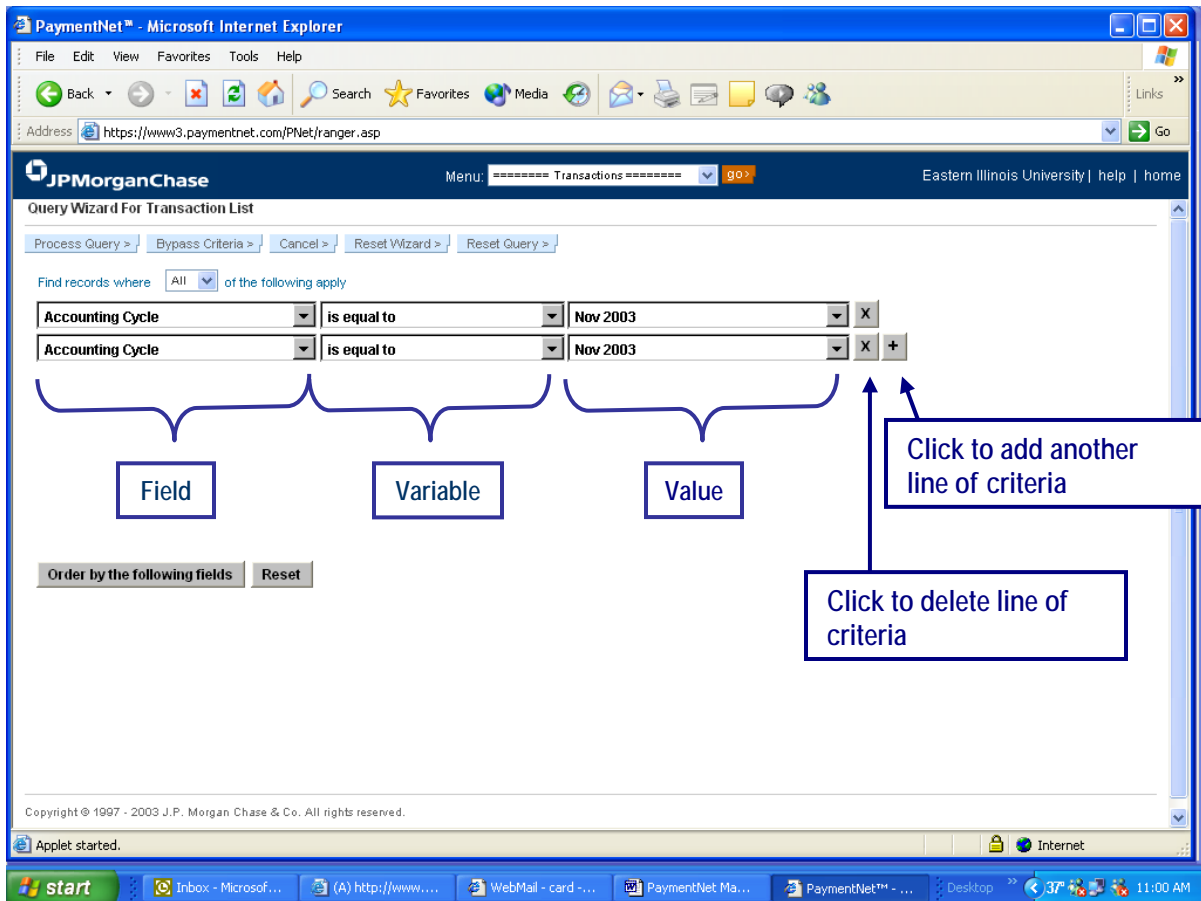 PaymentNet™ - Microsoft Internet Explorer
File Edit View Favorites Tools Help
Back Search Favorites Media Links
Address https://www3.paymentnet.com/PNet/ranger.asp Go
JPMorganChase Menu: ======== Transactions ======== go> Eastern Illinois University | help | home
Query Wizard For Transaction List
Process Query > Bypass Criteria > Cancel > Reset Wizard > Reset Query >
Find records where All of the following apply
Accounting Cycle is equal to Nov 2003 X
Accounting Cycle is equal to Nov 2003 X +
Field Variable Value
Click to add another
line of criteria
Order by the following fields Reset
Click to delete line of
criteria
Copyright © 1997 - 2003 J.P. Morgan Chase & Co. All rights reserved.
Applet started. Internet
start Inbox - Microsof... (A) http://www.... WebMail - card -... PaymentNet Ma... PaymentNet™ - ... Desktop » 37° 11:00 AM